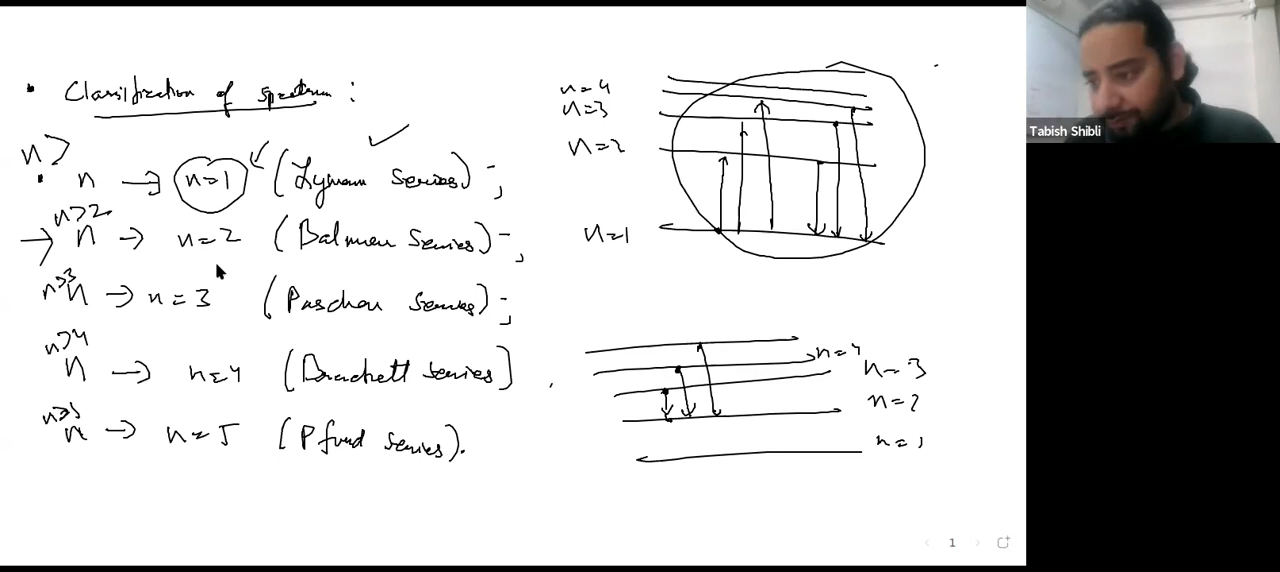 • Classification of spectrum :
n>
• n → n=1 (Lyman series) -;
n>2
→ n → n=2 (Balmer Series) -;
n>3
n → n=3 (Paschen Series) -;
n>4
n → n=4 (Brackett series]
n>5
n → n=5 (Pfund Series).
n=4
n=3
n=2
n=1
n=4
n=3
n=2
n=1
Tabish Shibli
1